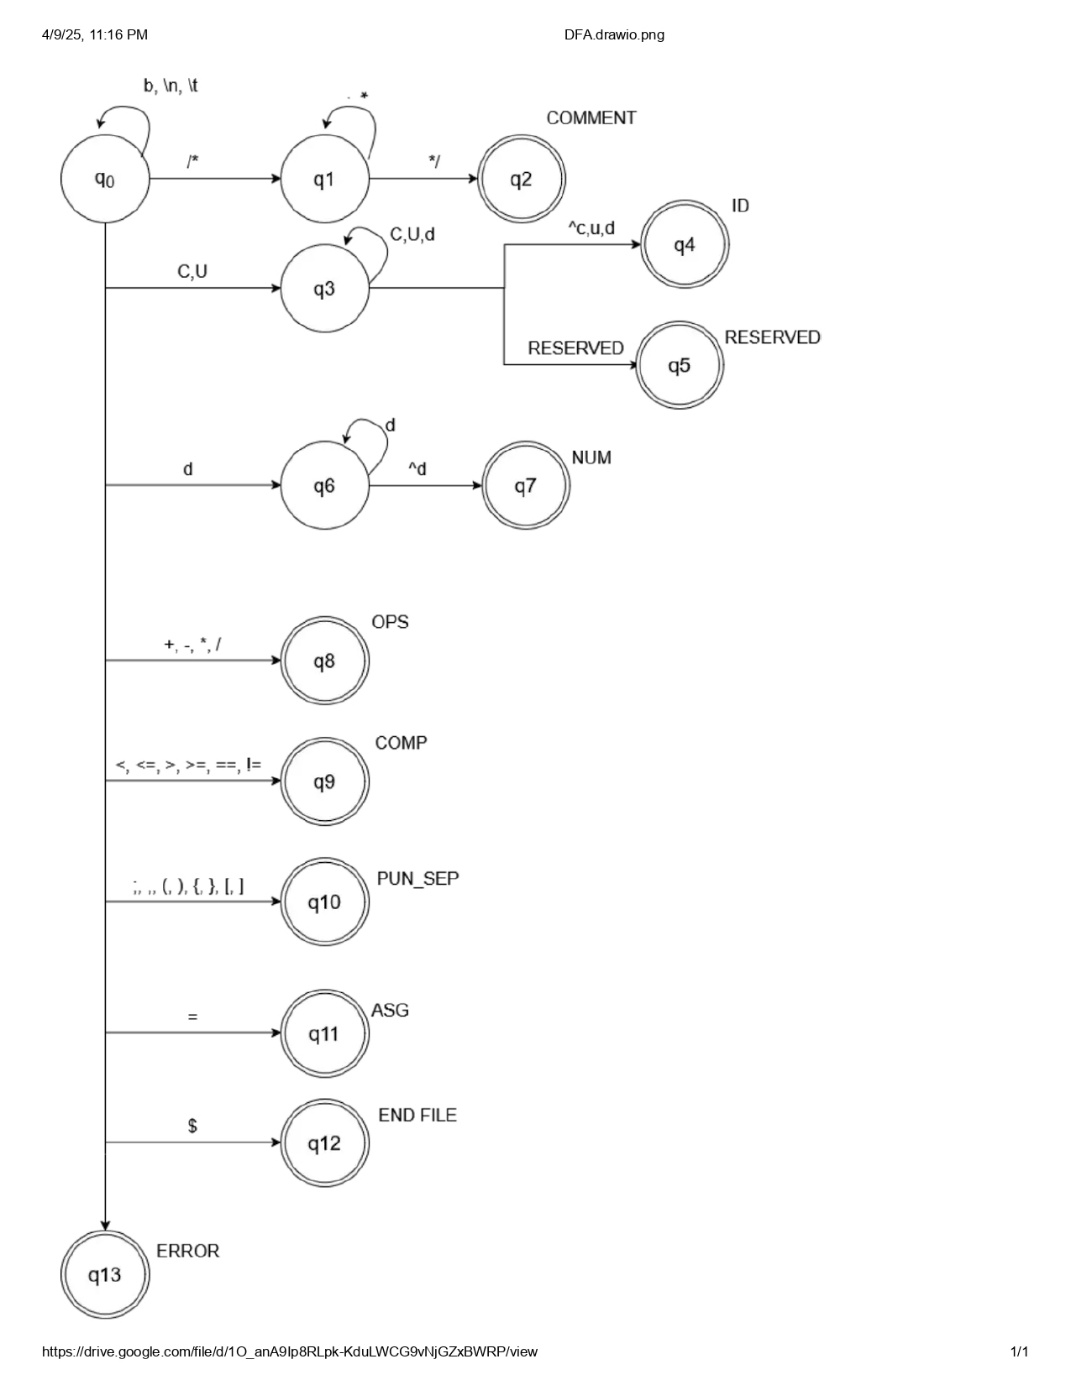 4/9/25, 11:16 PM DFA.drawio.png
b, \n, \t
. *
COMMENT
/*
*/
q0
q1
q2
ID
C,U,d
^c,u,d
q4
C,U
q3
RESERVED
RESERVED
q5
d
d
^d
NUM
q6
q7
OPS
+, -, *, /
q8
COMP
<, <=, >, >=, ==, !=
q9
PUN_SEP
;, ,, (, ), {, }, [, ]
q10
ASG
=
q11
END FILE
$
q12
ERROR
q13
https://drive.google.com/file/d/1O_anA9Ip8RLpk-KduLWCG9vNjGZxBWRP/view 1/1